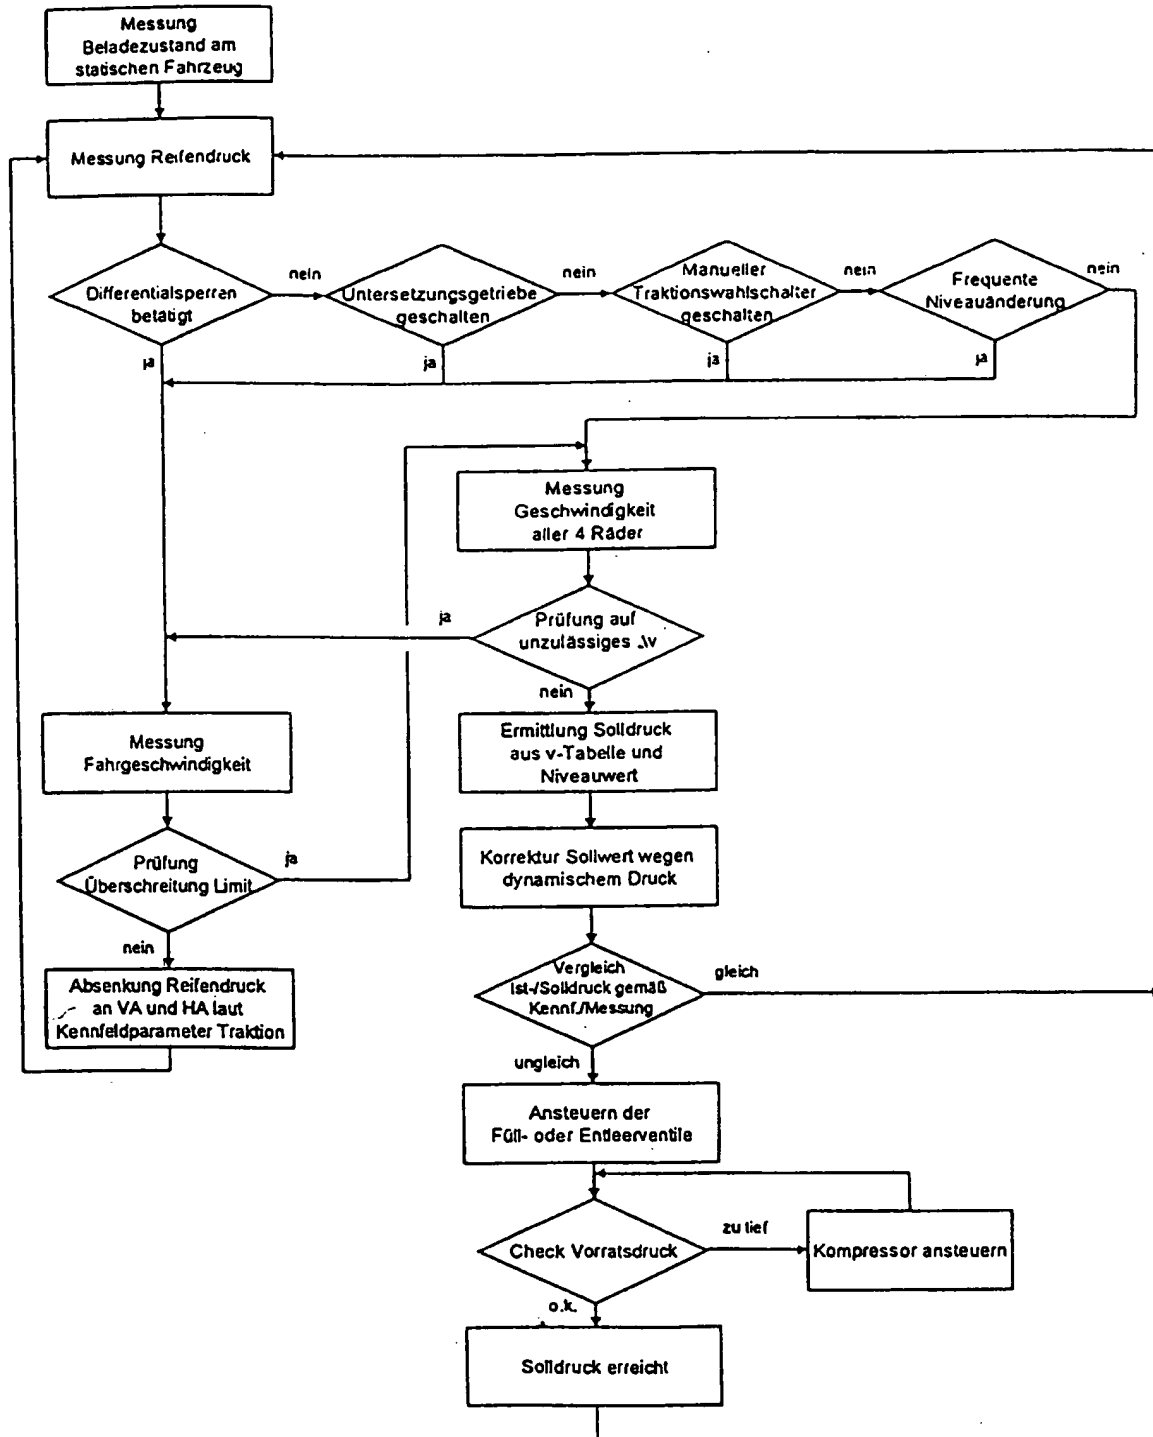 Messung
Beladezustand am
statischen Fahrzeug
Messung Reifendruck
Differentialsperren
betätigt
nein
Untersetzungsgetriebe
geschalten
nein
Manueller
Traktionswahlschalter
geschalten
nein
Frequente
Niveauänderung
nein
ja
ja
ja
ja
Messung
Geschwindigkeit
aller 4 Räder
Prüfung auf
unzulässiges Δv
ja
nein
Messung
Fahrgeschwindigkeit
Ermittlung Solldruck
aus v-Tabelle und
Niveauwert
Prüfung
Überschreitung Limit
ja
nein
Korrektur Sollwert wegen
dynamischem Druck
Absenkung Reifendruck
an VA und HA laut
Kennfeldparameter Traktion
Vergleich
Ist-/Solldruck gemäß
Kennf./Messung
gleich
ungleich
Ansteuern der
Füll- oder Entleerventile
Check Vorratsdruck
zu tief
Kompressor ansteuern
o.k.
Solldruck erreicht